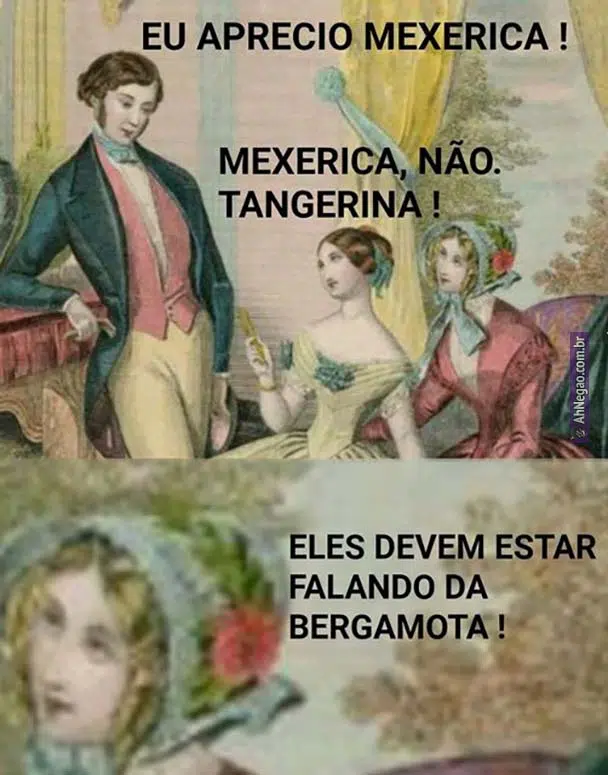 EU APRECIO MEXERICA !
MEXERICA, NÃO.
TANGERINA !
AhNegao.com.br
ELES DEVEM ESTAR
FALANDO DA
BERGAMOTA !